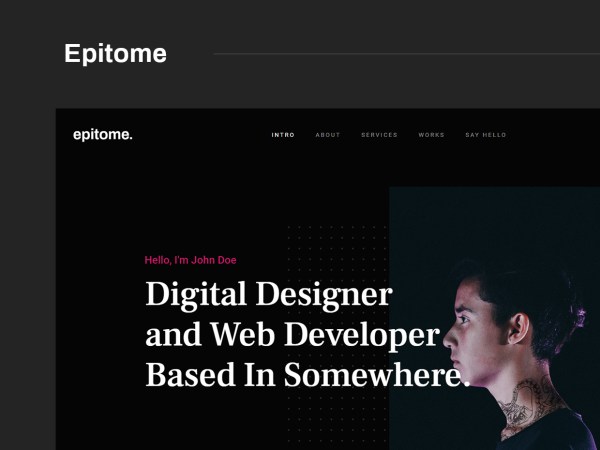 Epitome
epitome.
INTRO ABOUT SERVICES WORKS SAY HELLO
Hello, I'm John Doe
Digital Designer
and Web Developer
Based In Somewhere.